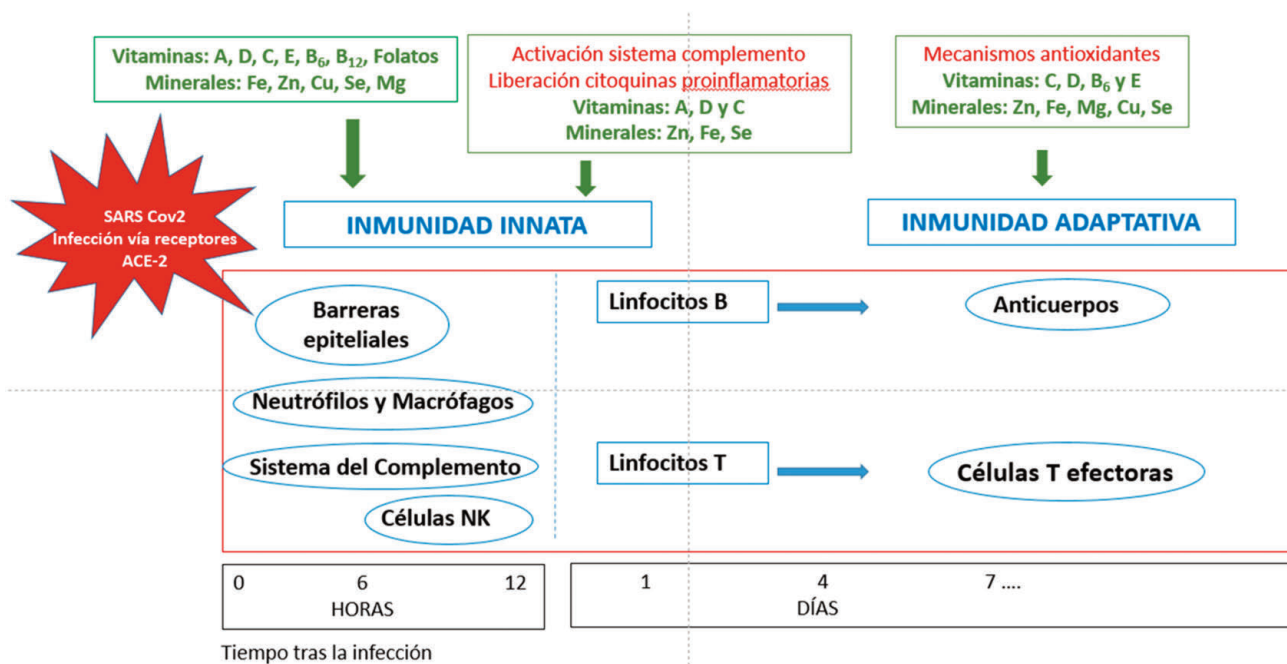 Vitaminas: A, D, C, E, B₆, B₁₂, Folatos
Minerales: Fe, Zn, Cu, Se, Mg
Activación sistema complemento
Liberación citoquinas proinflamatorias
Vitaminas: A, D y C
Minerales: Zn, Fe, Se
Mecanismos antioxidantes
Vitaminas: C, D, B₆ y E
Minerales: Zn, Fe, Mg, Cu, Se
SARS Cov2
Infección vía receptores
ACE-2
INMUNIDAD INNATA
INMUNIDAD ADAPTATIVA
Barreras
epiteliales
Linfocitos B
Anticuerpos
Neutrófilos y Macrófagos
Sistema del Complemento
Linfocitos T
Células T efectoras
Células NK
0 6 12
HORAS
1 4 7 ....
DÍAS
Tiempo tras la infección